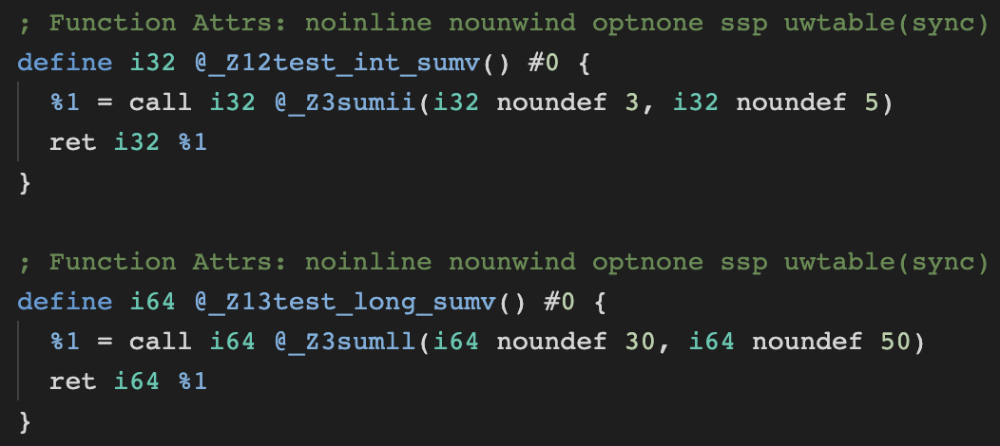 ; Function Attrs: noinline nounwind optnone ssp uwtable(sync)
define i32 @_Z12test_int_sumv() #0 {
  %1 = call i32 @_Z3sumii(i32 noundef 3, i32 noundef 5)
  ret i32 %1
}

; Function Attrs: noinline nounwind optnone ssp uwtable(sync)
define i64 @_Z13test_long_sumv() #0 {
  %1 = call i64 @_Z3sumll(i64 noundef 30, i64 noundef 50)
  ret i64 %1
}